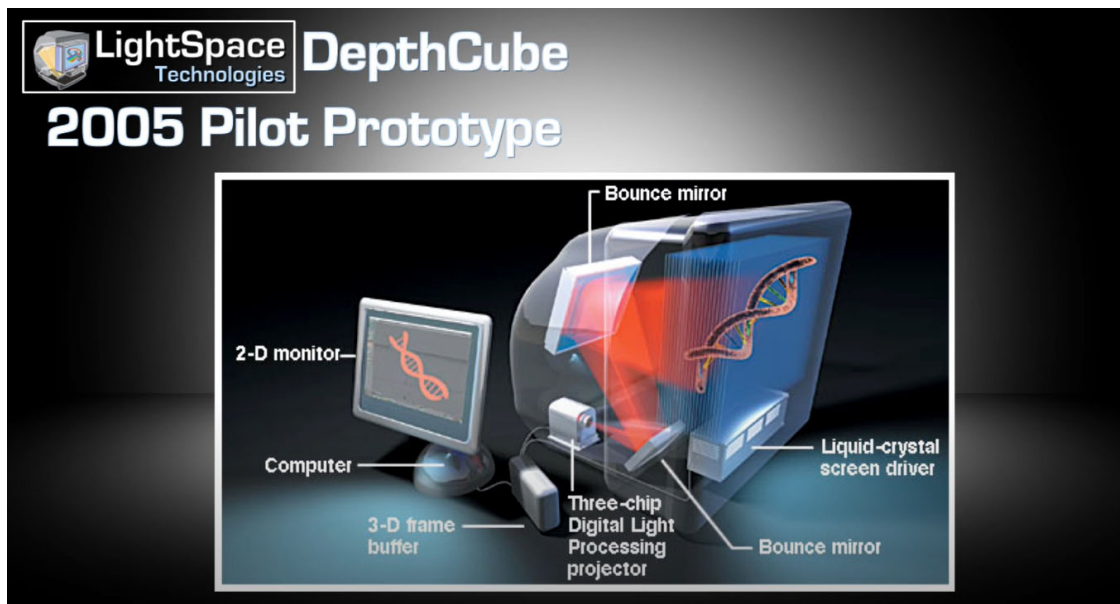 LightSpace
Technologies
DepthCube
2005 Pilot Prototype
Bounce mirror
2-D monitor
Computer
3-D frame
buffer
Three-chip
Digital Light
Processing
projector
Liquid-crystal
screen driver
Bounce mirror